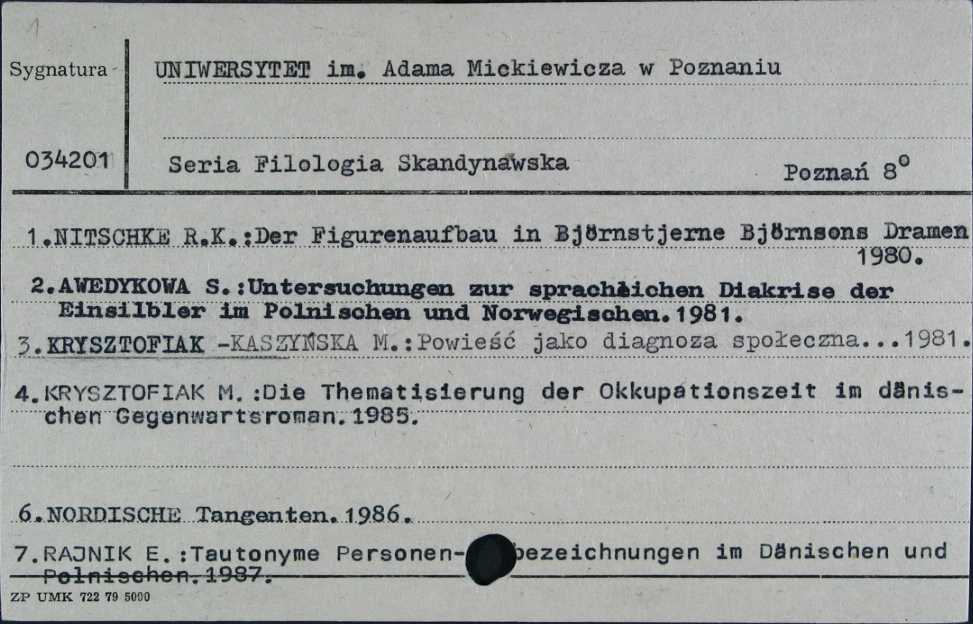 1
Sygnatura
UNIWERSYTET im. Adama Mickiewicza w Poznaniu
034201
Seria Filologia Skandynawska
Poznań 8°
1.NITSCHKE R.K.:Der Figurenaufbau in Björnstjerne Björnsons Dramen
1980.
2.AWEDYKOWA S.:Untersuchungen zur sprachlichen Diakrise der
Einsilbler im Polnischen und Norwegischen.1981.
3.KRYSZTOFIAK-KASZYŃSKA M.:Powieść jako diagnoza społeczna...1981.
4.KRYSZTOFIAK M.:Die Thematisierung der Okkupationszeit im dänis-
chen Gegenwartsroman.1985.
6.NORDISCHE Tangenten.1986.
7.RAJNIK E.:Tautonyme Personen- bezeichnungen im Dänischen und
Polnischen.1987.
ZP UMK 722 79 5000